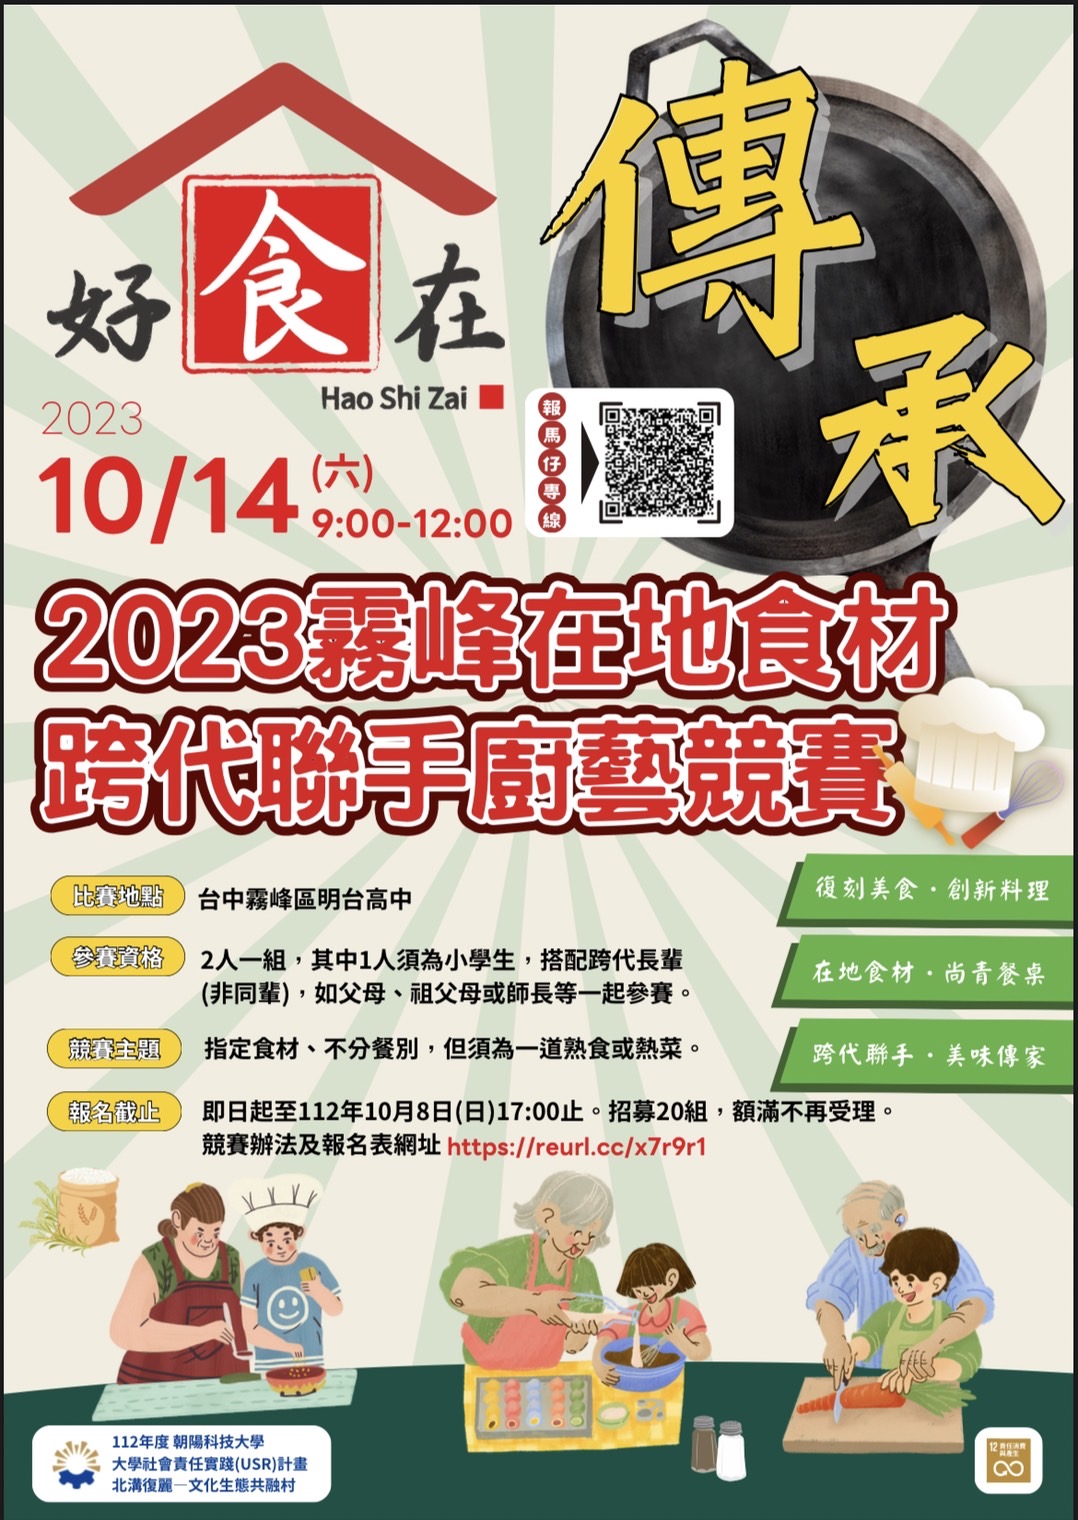 好食在
Hao Shi Zai
傳承
2023
10/14
(六)
9:00-12:00
報馬仔專線
2023霧峰在地食材
跨代聯手廚藝競賽
復刻美食·創新料理
在地食材·尚青餐桌
跨代聯手·美味傳家
比賽地點
台中霧峰區明台高中
參賽資格
2人一組，其中1人須為小學生，搭配跨代長輩
(非同輩)，如父母、祖父母或師長等一起參賽。
競賽主題
指定食材、不分餐別，但須為一道熟食或熱菜。
報名截止
即日起至112年10月8日(日)17:00止。招募20組，額滿不再受理。
競賽辦法及報名表網址 https://reurl.cc/x7r9r1
112年度 朝陽科技大學
大學社會責任實踐(USR)計畫
北溝復麗—文化生態共融村
12 責任消費
與產生